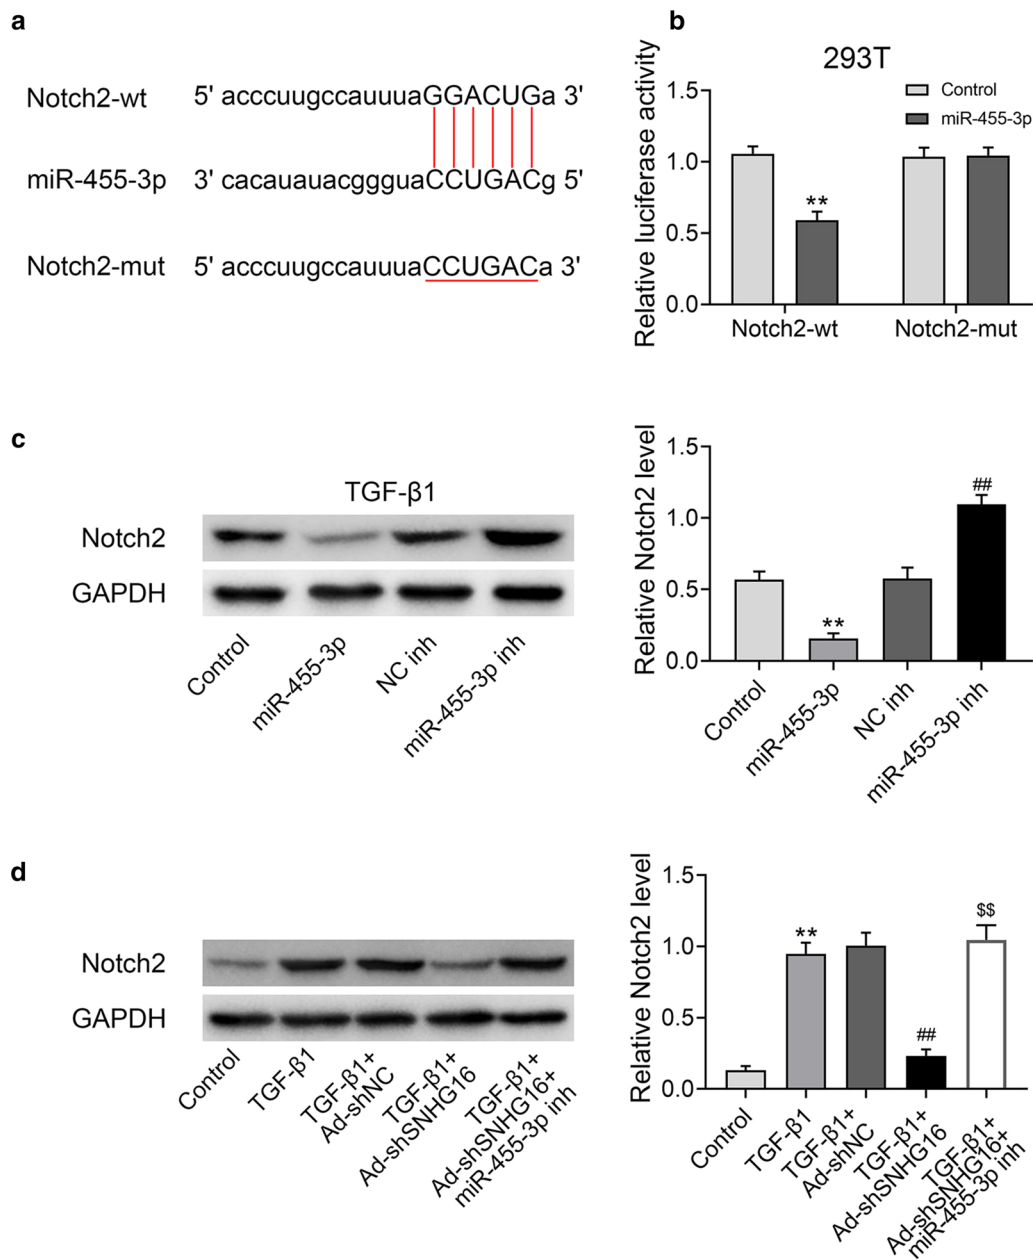 a
Notch2-wt 5' acccuugccauuuaGGACUGa 3'
miR-455-3p 3' cacauauacggguaCCUGACg 5'
Notch2-mut 5' acccuugccauuuaCCUGACa 3'
b
293T
Control
miR-455-3p
Relative luciferase activity
1.5
1.0
0.5
0.0
**
Notch2-wt Notch2-mut
c
TGF-β1
Notch2
GAPDH
Control
miR-455-3p
NC inh
miR-455-3p inh
Relative Notch2 level
1.5
1.0
0.5
0.0
**
##
Control
miR-455-3p
NC inh
miR-455-3p inh
d
Notch2
GAPDH
Control
TGF-β1
TGF-β1+
Ad-shNC
TGF-β1+
Ad-shSNHG16
TGF-β1+
Ad-shSNHG16+
miR-455-3p inh
Relative Notch2 level
1.5
1.0
0.5
0.0
**
##
$$
Control
TGF-β1
TGF-β1+
Ad-shNC
TGF-β1+
Ad-shSNHG16
TGF-β1+
Ad-shSNHG16+
miR-455-3p inh